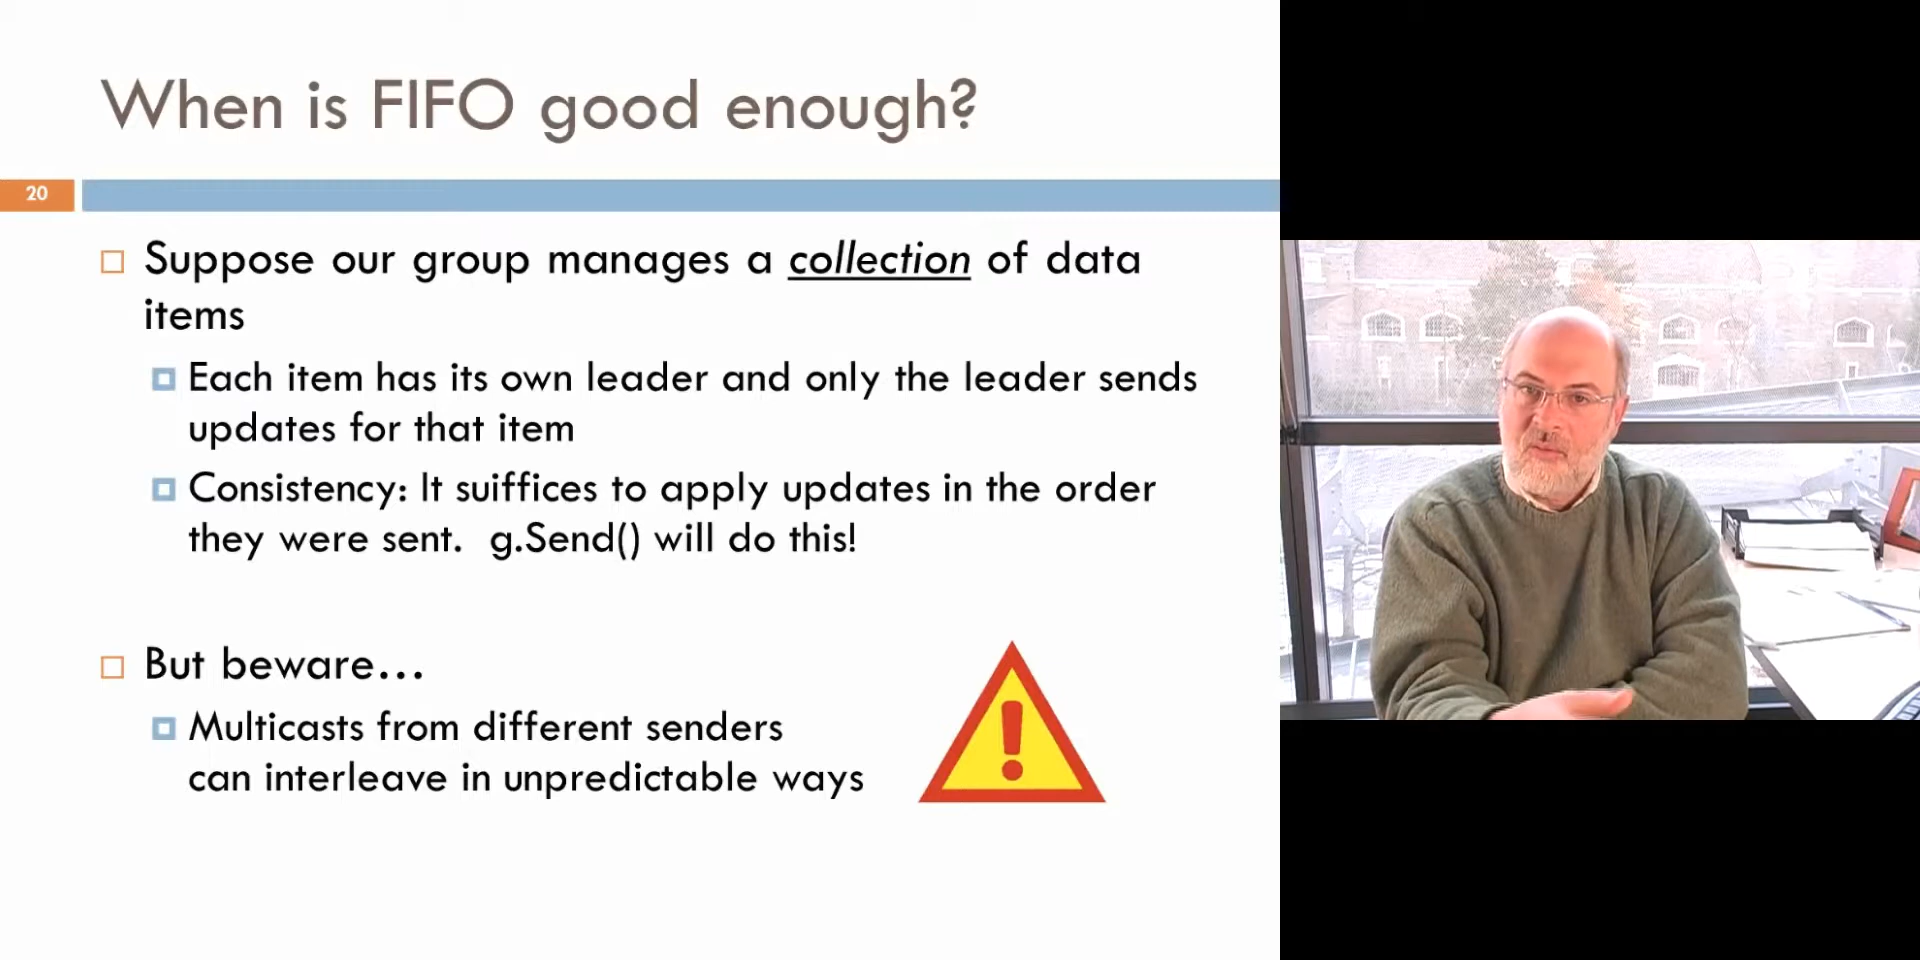 When is FIFO good enough?
20
Suppose our group manages a collection of data
items
Each item has its own leader and only the leader sends
updates for that item
Consistency: It suiffices to apply updates in the order
they were sent. g.Send() will do this!
But beware...
Multicasts from different senders
can interleave in unpredictable ways